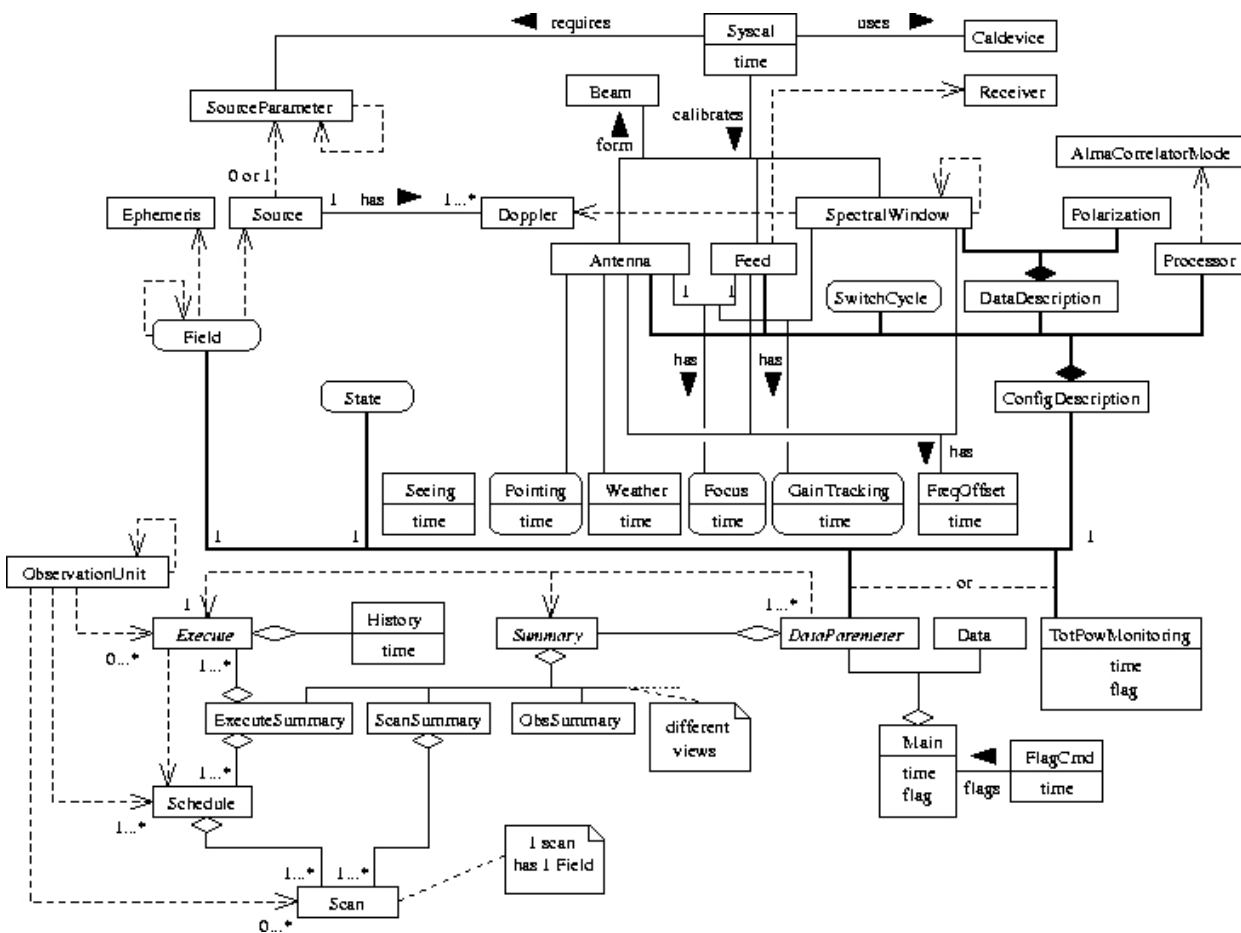 requires
Syscal
time
uses
Caldevice
Beam
Receiver
SourceParameter
form
calibrates
AlmaCorrelatorMode
0 or 1
Ephemeris
Source
1 has 1...*
Doppler
SpectralWindow
Polarization
Antenna
Feed
Processor
1 1
SwitchCycle
DataDescription
Field
has
has
State
ConfigDescription
has
Seeing
time
Pointing
time
Weather
time
Focus
time
GainTracking
time
FreqOffset
time
1
1
1
ObservationUnit
or
1
1...*
Execute
History
time
Summary
DataParemeter
Data
TotPowMonitoring
time
flag
0...*
1...*
ExecuteSummary
ScanSummary
ObsSummary
different
views
Main
time
flag
flags
FlagCmd
time
1...*
Schedule
1...*
1 scan
has 1 Field
1...*
1...*
Scan
0...*